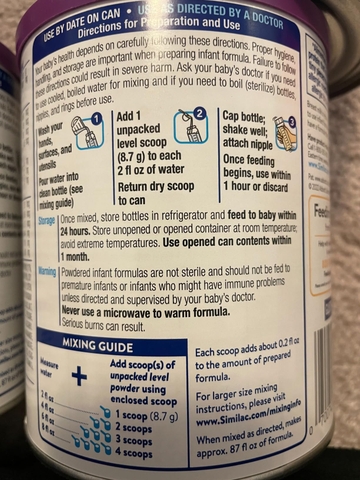 USE BY DATE ON CAN • USE AS DIRECTED BY A DOCTOR
Directions for Preparation and Use
Your baby's health depends on carefully following these directions. Proper hygiene,
handling, and storage are important when preparing infant formula. Failure to follow
these directions could result in severe harm. Ask your baby's doctor if you need
to use cooled, boiled water for mixing and if you need to boil (sterilize) bottles,
nipples, and rings before use.
Wash your
hands,
surfaces, and
utensils
Pour water into
clean bottle (see
mixing guide)
1
Add 1
unpacked
level scoop
(8.7 g) to each
2 fl oz of water
Return dry scoop
to can
2
Cap bottle;
shake well;
attach nipple
Once feeding
begins, use within
1 hour or discard
3
Storage Once mixed, store bottles in refrigerator and feed to baby within
24 hours. Store unopened or opened container at room temperature;
avoid extreme temperatures. Use opened can contents within
1 month.
Warning Powdered infant formulas are not sterile and should not be fed to
premature infants or infants who might have immune problems
unless directed and supervised by your baby's doctor.
Never use a microwave to warm formula.
Serious burns can result.
MIXING GUIDE
Measure
water
+
Add scoop(s) of
unpacked level
powder using
enclosed scoop
2 fl oz
1 scoop (8.7 g)
4 fl oz
2 scoops
6 fl oz
3 scoops
8 fl oz
4 scoops
Each scoop adds about 0.2 fl oz
to the amount of prepared
formula.
For larger size mixing
instructions, please visit
www.Similac.com/mixinginfo
When mixed as directed, makes
approx. 87 fl oz of formula.